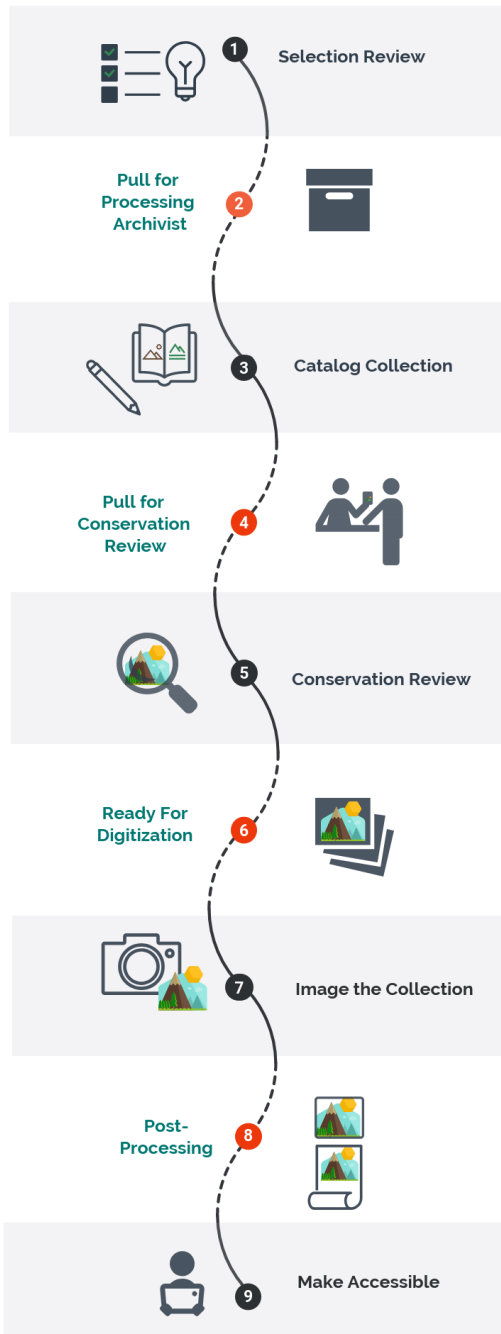 1
Selection Review
Pull for
Processing
Archivist
2
3
Catalog Collection
Pull for
Conservation
Review
4
5
Conservation Review
Ready For
Digitization
6
7
Image the Collection
Post-
Processing
8
9
Make Accessible